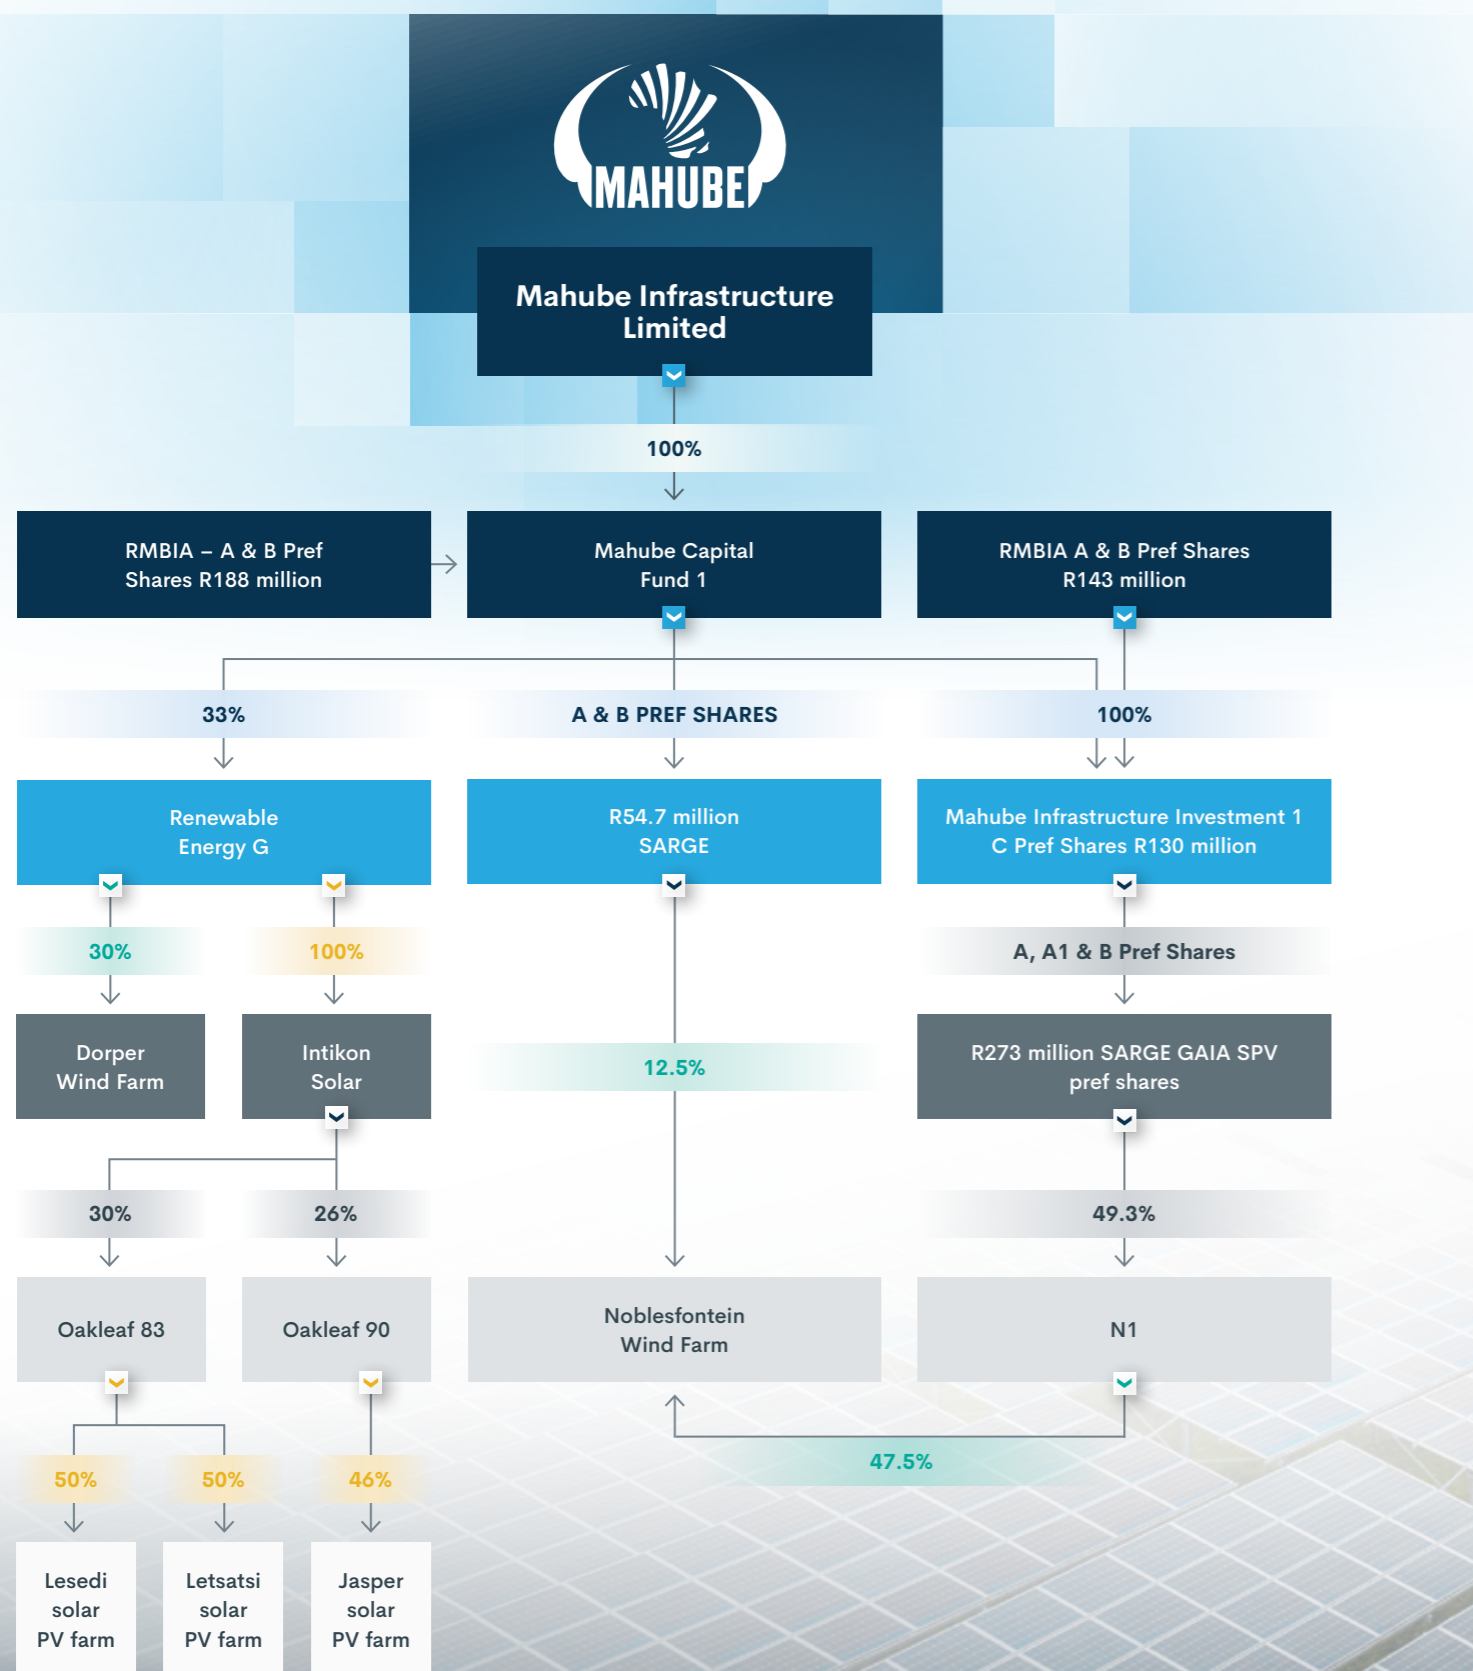 MAHUBE
Mahube Infrastructure
Limited
100%
RMBIA – A & B Pref
Shares R188 million
Mahube Capital
Fund 1
RMBIA A & B Pref Shares
R143 million
33%
A & B PREF SHARES
100%
Renewable
Energy G
R54.7 million
SARGE
Mahube Infrastructure Investment 1
C Pref Shares R130 million
30%
100%
A, A1 & B Pref Shares
Dorper
Wind Farm
Intikon
Solar
12.5%
R273 million SARGE GAIA SPV
pref shares
30%
26%
49.3%
Oakleaf 83
Oakleaf 90
Noblesfontein
Wind Farm
N1
47.5%
50%
50%
46%
Lesedi
solar
PV farm
Letsatsi
solar
PV farm
Jasper
solar
PV farm